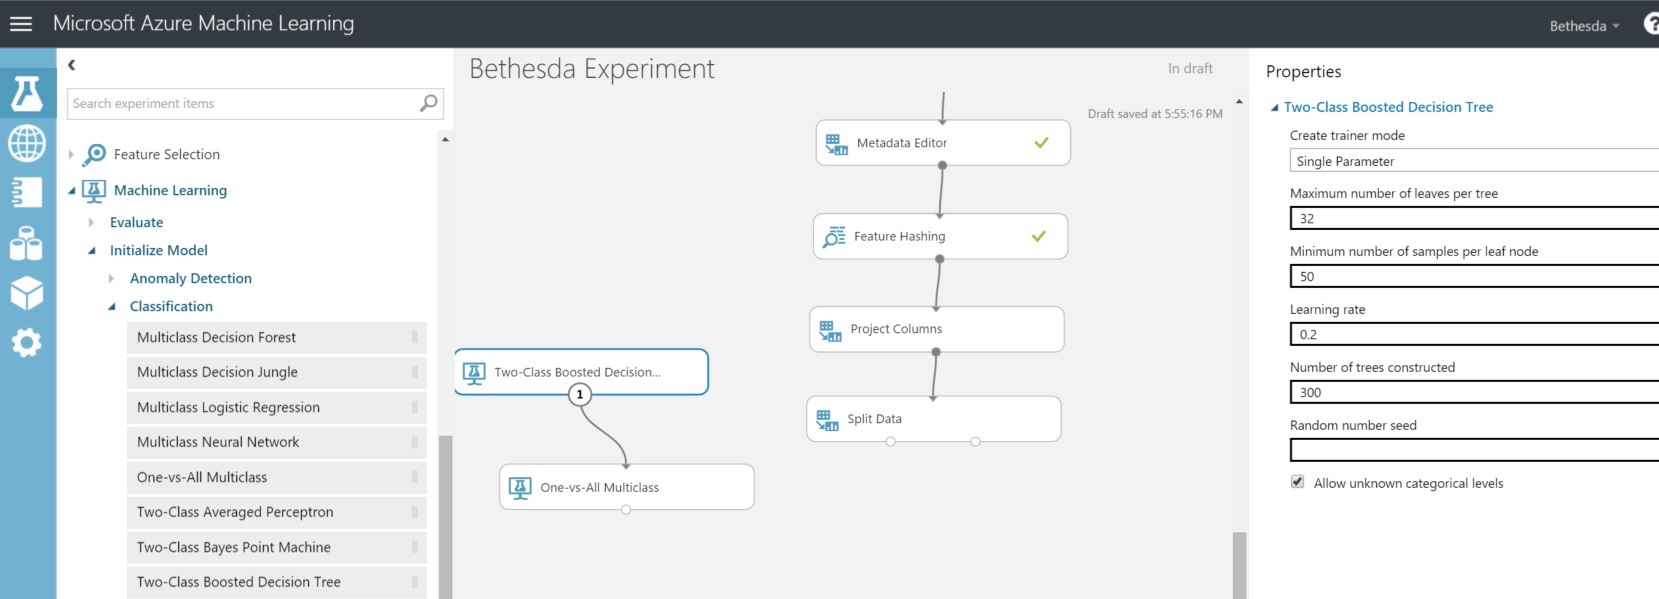 Microsoft Azure Machine Learning
Bethesda
?
Search experiment items
Feature Selection
Machine Learning
Evaluate
Initialize Model
Anomaly Detection
Classification
Multiclass Decision Forest
Multiclass Decision Jungle
Multiclass Logistic Regression
Multiclass Neural Network
One-vs-All Multiclass
Two-Class Averaged Perceptron
Two-Class Bayes Point Machine
Two-Class Boosted Decision Tree
Bethesda Experiment
In draft
Draft saved at 5:55:16 PM
Metadata Editor
Feature Hashing
Project Columns
Split Data
Two-Class Boosted Decision...
1
One-vs-All Multiclass
Properties
Two-Class Boosted Decision Tree
Create trainer mode
Single Parameter
Maximum number of leaves per tree
32
Minimum number of samples per leaf node
50
Learning rate
0.2
Number of trees constructed
300
Random number seed
Allow unknown categorical levels